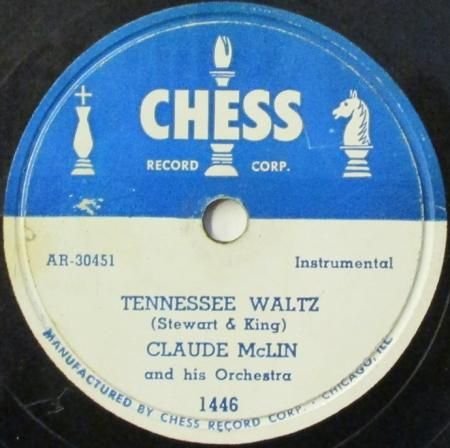 CHESS
RECORD CORP.
AR-30451 Instrumental
TENNESSEE WALTZ
(Stewart & King)
CLAUDE McLIN
and his Orchestra
1446
MANUFACTURED BY CHESS RECORD CORP. - CHICAGO, ILL